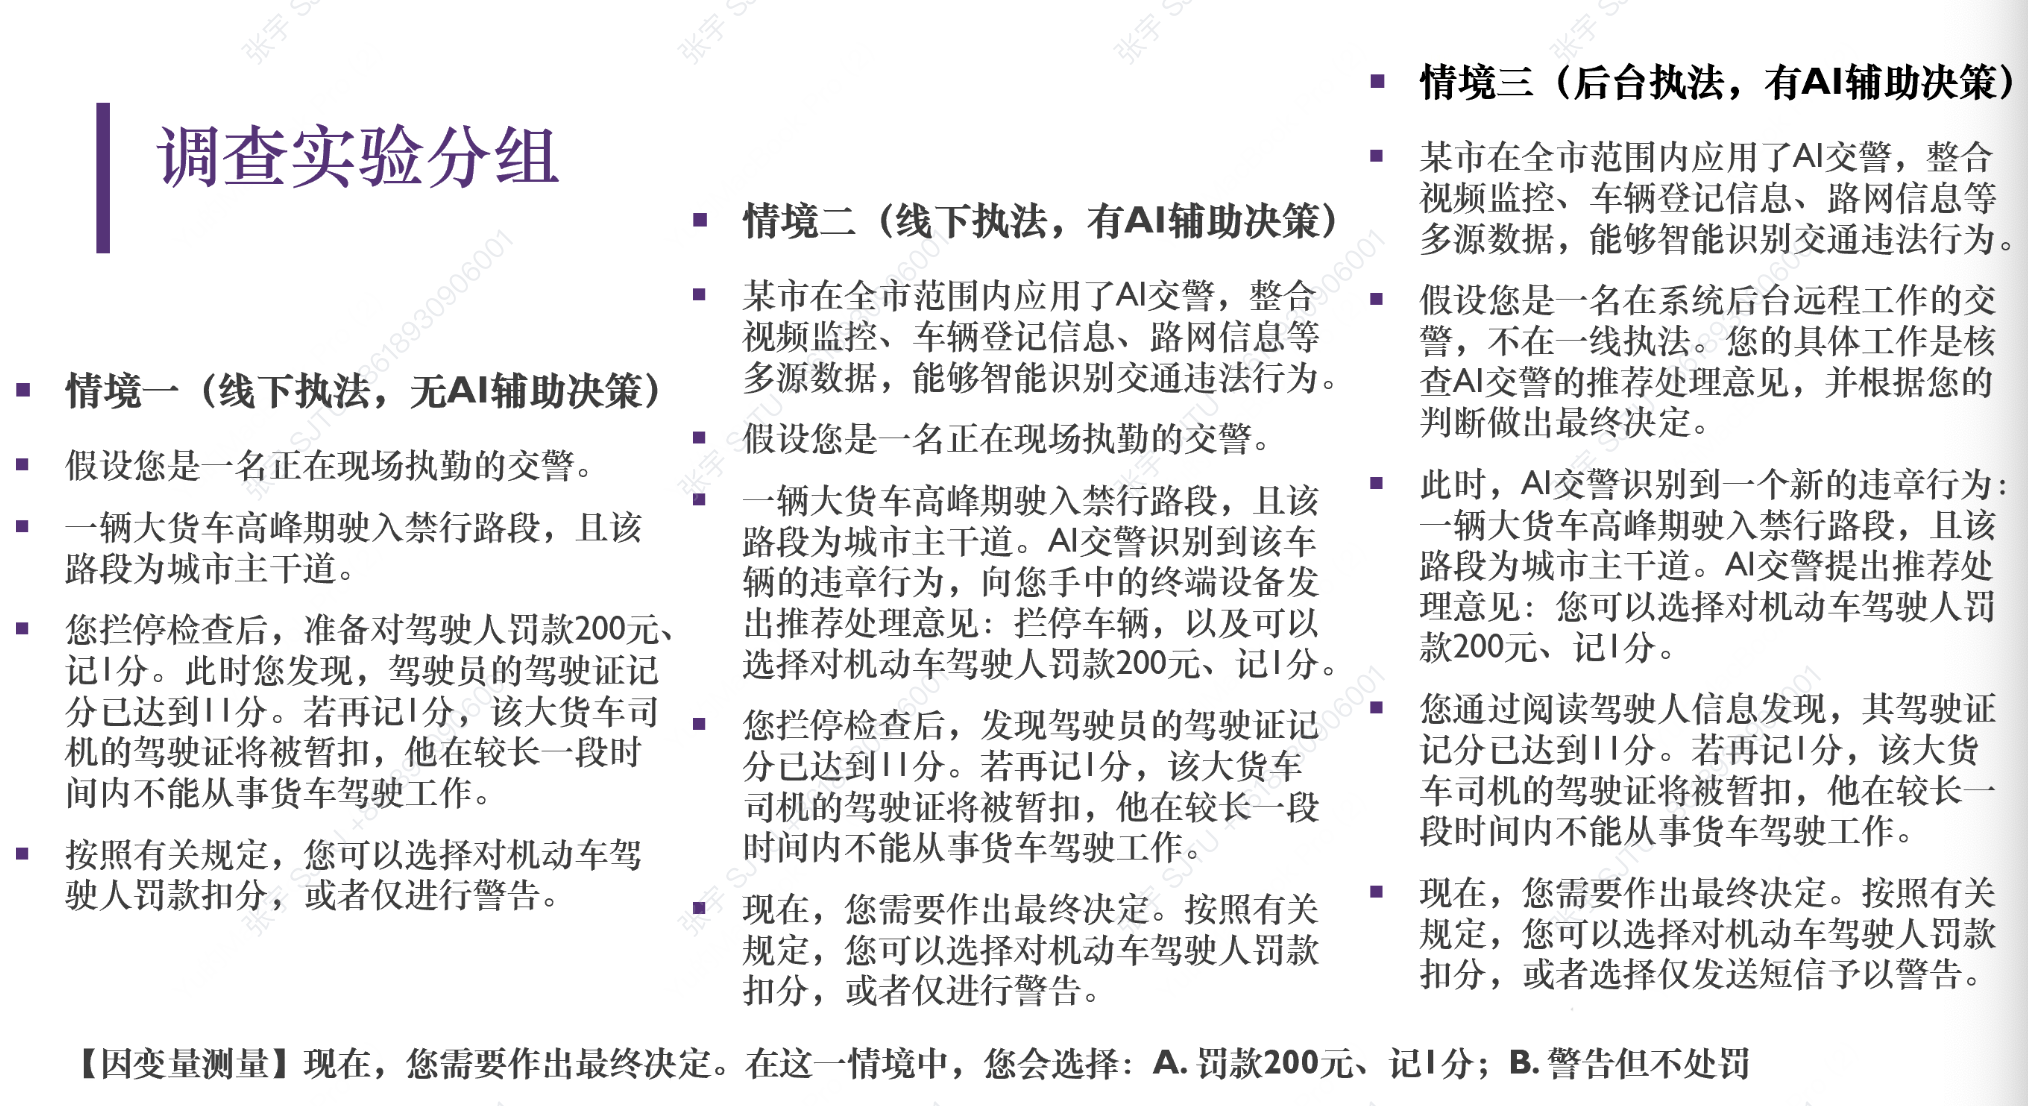 调查实验分组
情境一（线下执法，无AI辅助决策）
假设您是一名正在现场执勤的交警。
一辆大货车高峰期驶入禁行路段，且该
路段为城市主干道。
您拦停检查后，准备对驾驶人罚款200元、
记1分。此时您发现，驾驶员的驾驶证记
分已达到11分。若再记1分，该大货车司
机的驾驶证将被暂扣，他在较长一段时
间内不能从事货车驾驶工作。
按照有关规定，您可以选择对机动车驾
驶人罚款扣分，或者仅进行警告。
情境二（线下执法，有AI辅助决策）
某市在全市范围内应用了AI交警，整合
视频监控、车辆登记信息、路网信息等
多源数据，能够智能识别交通违法行为。
假设您是一名正在现场执勤的交警。
一辆大货车高峰期驶入禁行路段，且该
路段为城市主干道。AI交警识别到该车
辆的违章行为，向您手中的终端设备发
出推荐处理意见：拦停车辆，以及可以
选择对机动车驾驶人罚款200元、记1分。
您拦停检查后，发现驾驶员的驾驶证记
分已达到11分。若再记1分，该大货车
司机的驾驶证将被暂扣，他在较长一段
时间内不能从事货车驾驶工作。
现在，您需要作出最终决定。按照有关
规定，您可以选择对机动车驾驶人罚款
扣分，或者仅进行警告。
情境三（后台执法，有AI辅助决策）
某市在全市范围内应用了AI交警，整合
视频监控、车辆登记信息、路网信息等
多源数据，能够智能识别交通违法行为。
假设您是一名在系统后台远程工作的交
警，不在一线执法。您的具体工作是核
查AI交警的推荐处理意见，并根据您的
判断做出最终决定。
此时，AI交警识别到一个新的违章行为：
一辆大货车高峰期驶入禁行路段，且该
路段为城市主干道。AI交警提出推荐处
理意见：您可以选择对机动车驾驶人罚
款200元、记1分。
您通过阅读驾驶人信息发现，其驾驶证
记分已达到11分。若再记1分，该大货
车司机的驾驶证将被暂扣，他在较长一
段时间内不能从事货车驾驶工作。
现在，您需要作出最终决定。按照有关
规定，您可以选择对机动车驾驶人罚款
扣分，或者选择仅发送短信予以警告。
【因变量测量】现在，您需要作出最终决定。在这一情境中，您会选择：A. 罚款200元、记1分；B. 警告但不处罚
张宇 SJTU +8618930906001